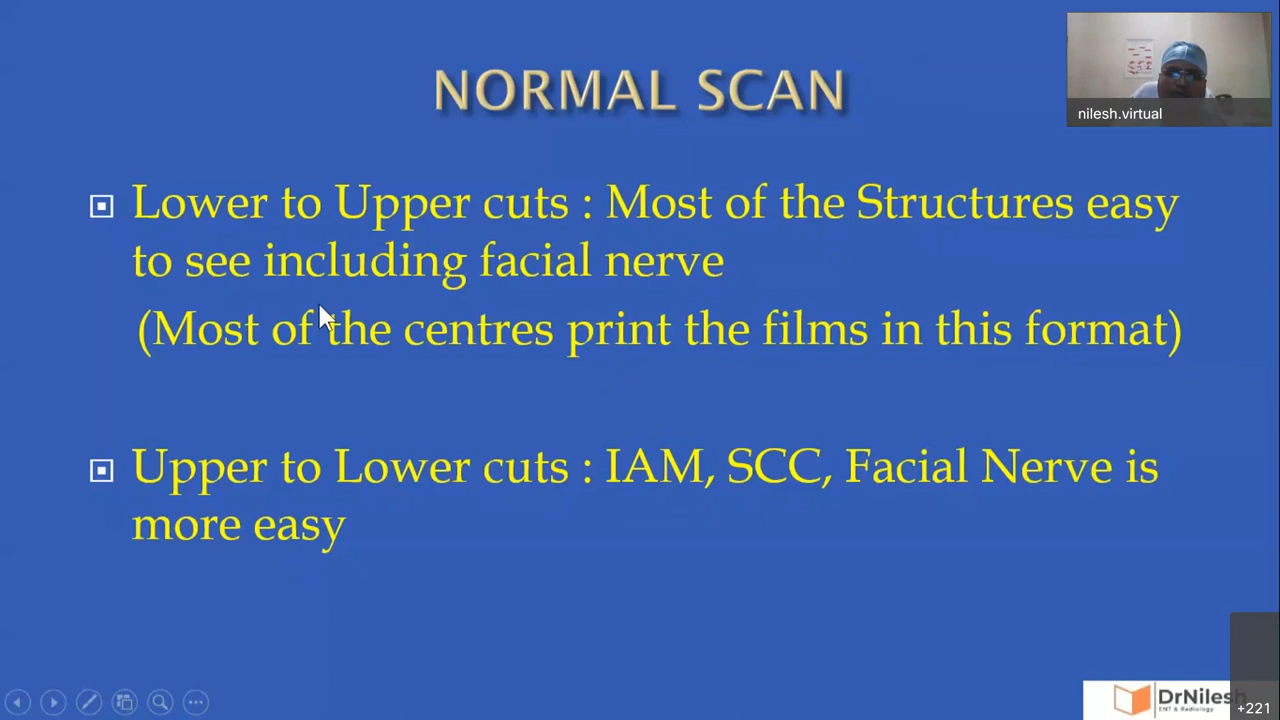 NORMAL SCAN
nilesh.virtual
Lower to Upper cuts : Most of the Structures easy
to see including facial nerve
(Most of the centres print the films in this format)
Upper to Lower cuts : IAM, SCC, Facial Nerve is
more easy
DrNilesh
ENT & Radiology
+221